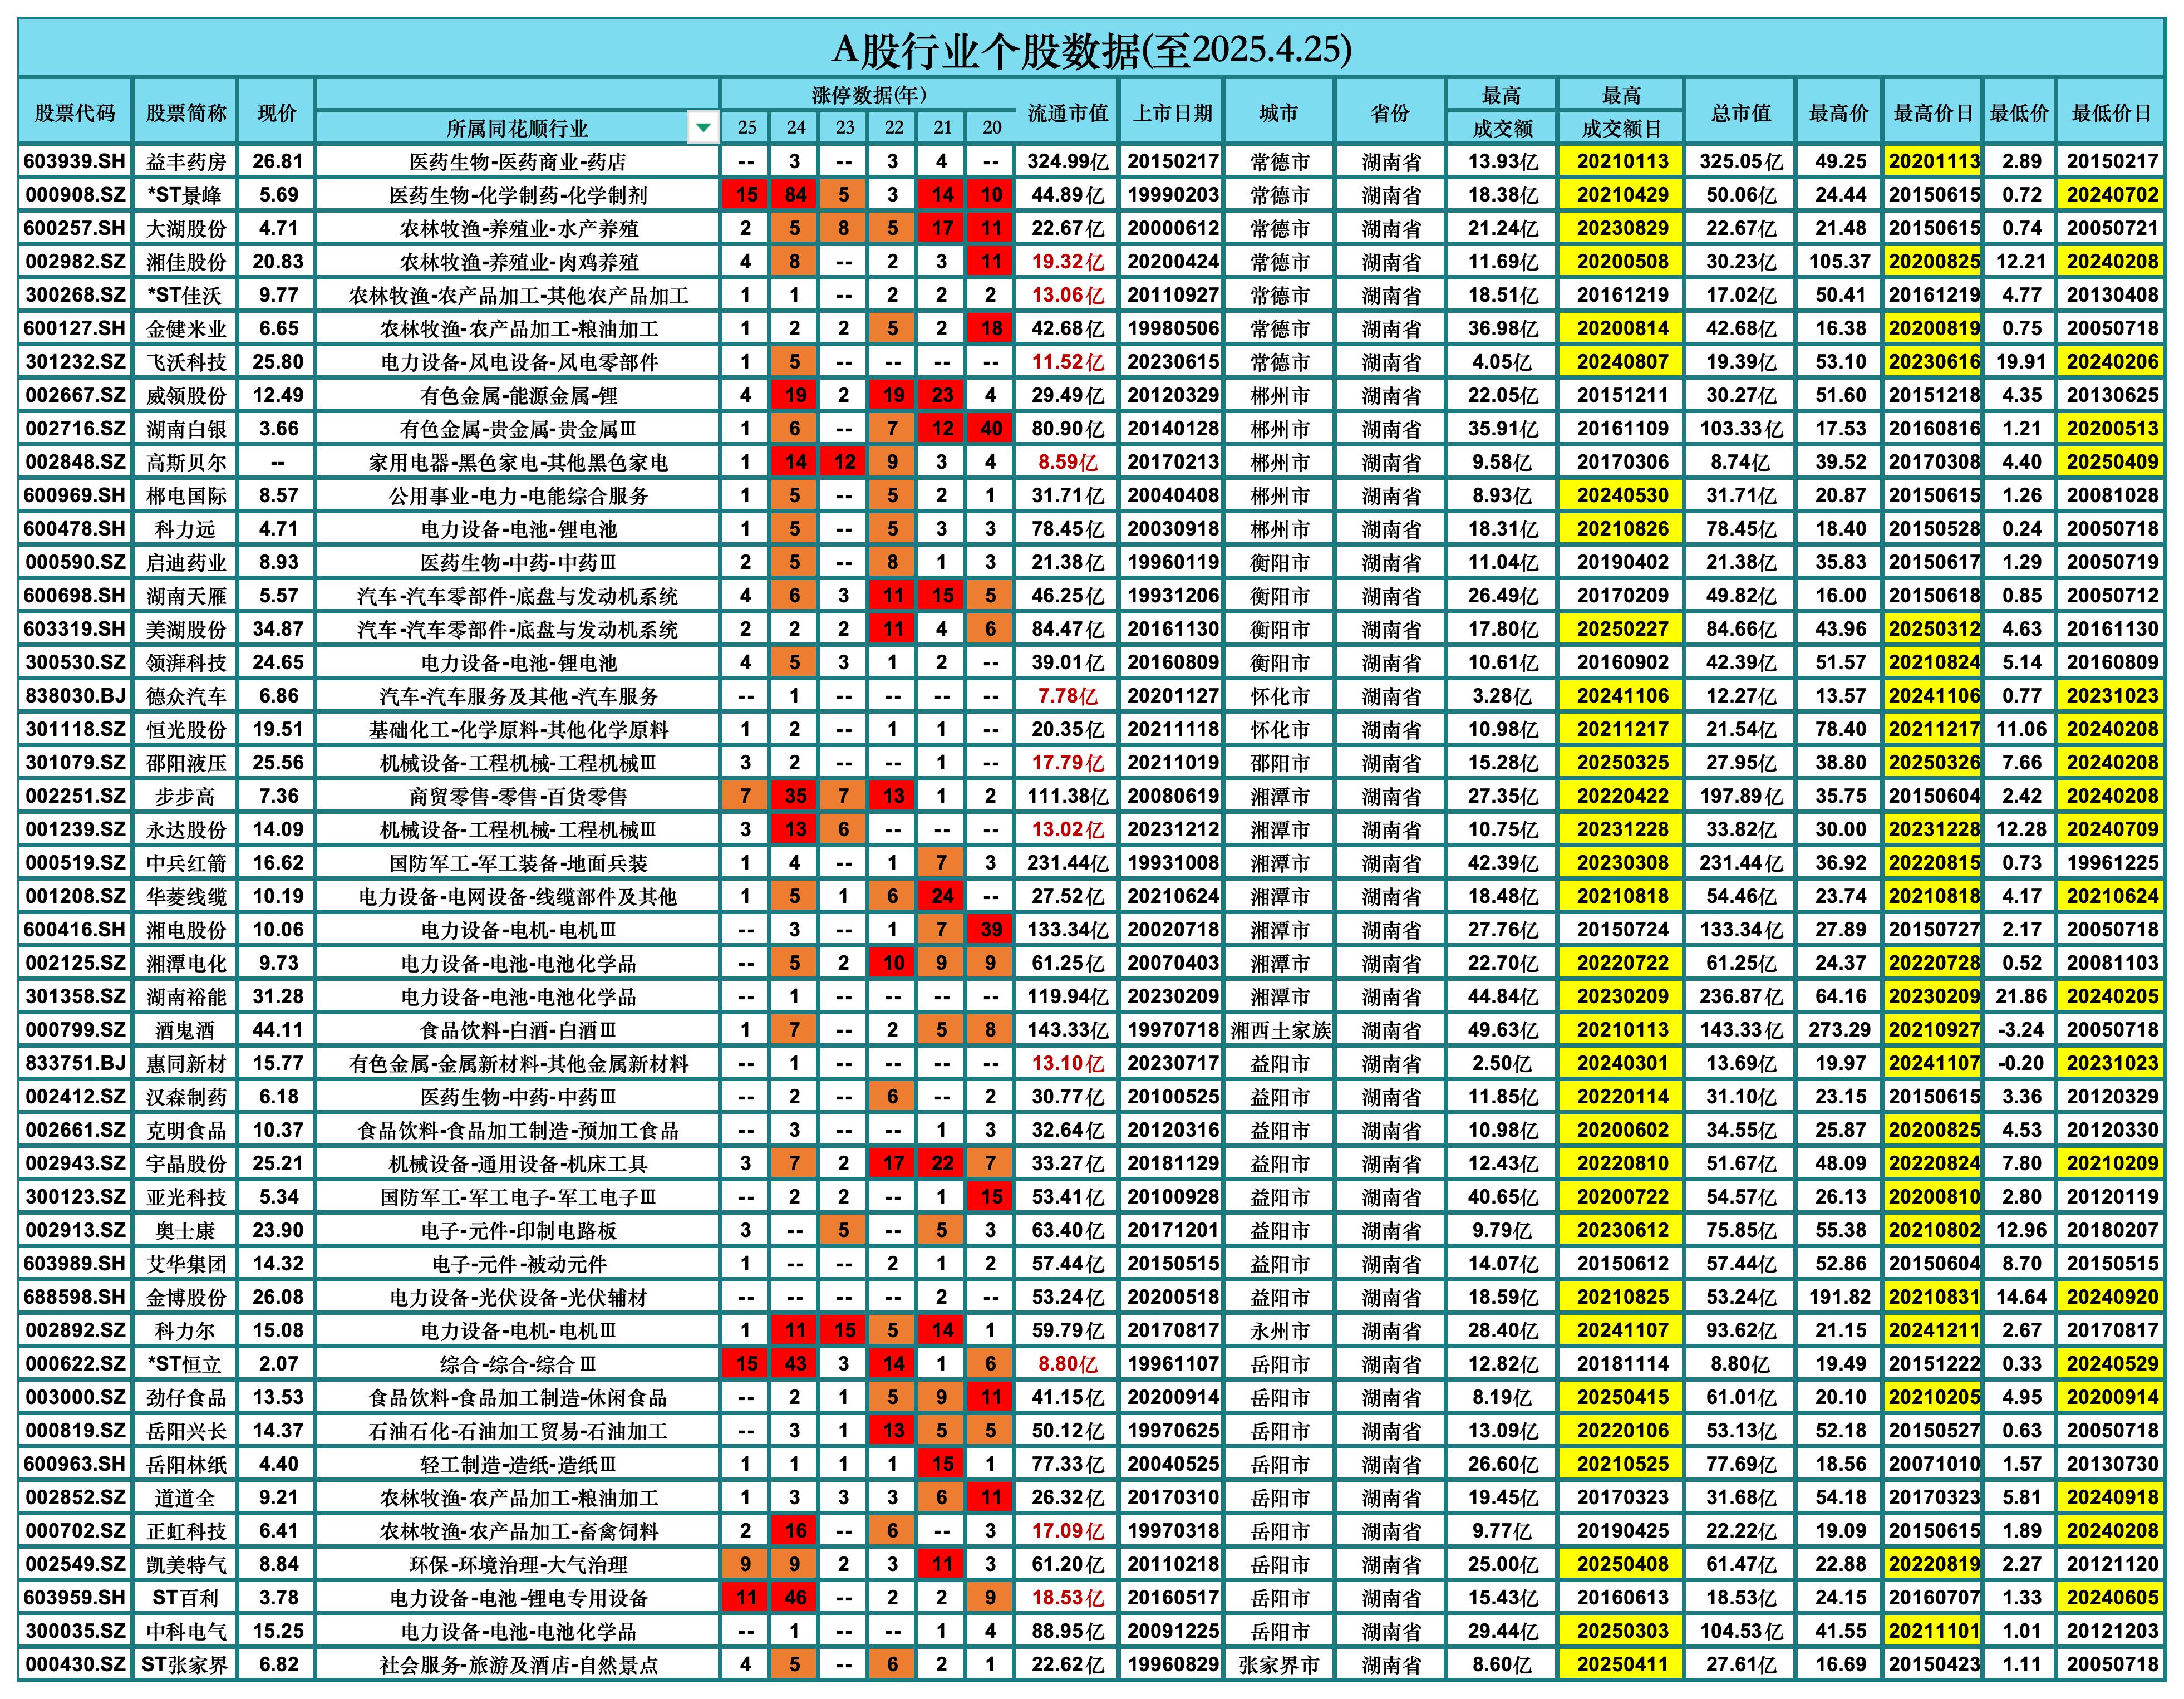 A股行业个股数据(至2025.4.25)
股票代码 股票简称 现价 所属同花顺行业 涨停数据(年) 25 24 23 22 21 20 流通市值 上市日期 城市 省份 最高成交额 最高成交额日 总市值 最高价 最高价日 最低价 最低价日
603939.SH 益丰药房 26.81 医药生物-医药商业-药店 -- 3 -- 3 4 -- 324.99亿 20150217 常德市 湖南省 13.93亿 20210113 325.05亿 49.25 20201113 2.89 20150217
000908.SZ *ST景峰 5.69 医药生物-化学制药-化学制剂 15 84 5 3 14 10 44.89亿 19990203 常德市 湖南省 18.38亿 20210429 50.06亿 24.44 20150615 0.72 20240702
600257.SH 大湖股份 4.71 农林牧渔-养殖业-水产养殖 2 5 8 5 17 11 22.67亿 20000612 常德市 湖南省 21.24亿 20230829 22.67亿 21.48 20150615 0.74 20050721
002982.SZ 湘佳股份 20.83 农林牧渔-养殖业-肉鸡养殖 4 8 -- 2 3 11 19.32亿 20200424 常德市 湖南省 11.69亿 20200508 30.23亿 105.37 20200825 12.21 20240208
300268.SZ *ST佳沃 9.77 农林牧渔-农产品加工-其他农产品加工 1 1 -- 2 2 2 13.06亿 20110927 常德市 湖南省 18.51亿 20161219 17.02亿 50.41 20161219 4.77 20130408
600127.SH 金健米业 6.65 农林牧渔-农产品加工-粮油加工 1 2 2 5 2 18 42.68亿 19980506 常德市 湖南省 36.98亿 20200814 42.68亿 16.38 20200819 0.75 20050718
301232.SZ 飞沃科技 25.80 电力设备-风电设备-风电零部件 1 5 -- -- -- -- 11.52亿 20230615 常德市 湖南省 4.05亿 20240807 19.39亿 53.10 20230616 19.91 20240206
002667.SZ 威领股份 12.49 有色金属-能源金属-锂 4 19 2 19 23 4 29.49亿 20120329 郴州市 湖南省 22.05亿 20151211 30.27亿 51.60 20151218 4.35 20130625
002716.SZ 湖南白银 3.66 有色金属-贵金属-贵金属Ⅲ 1 6 -- 7 12 40 80.90亿 20140128 郴州市 湖南省 35.91亿 20161109 103.33亿 17.53 20160816 1.21 20200513
002848.SZ 高斯贝尔 -- 家用电器-黑色家电-其他黑色家电 1 14 12 9 3 4 8.59亿 20170213 郴州市 湖南省 9.58亿 20170306 8.74亿 39.52 20170308 4.40 20250409
600969.SH 郴电国际 8.57 公用事业-电力-电能综合服务 1 5 -- 5 2 1 31.71亿 20040408 郴州市 湖南省 8.93亿 20240530 31.71亿 20.87 20150615 1.26 20081028
600478.SH 科力远 4.71 电力设备-电池-锂电池 1 5 -- 5 3 3 78.45亿 20030918 郴州市 湖南省 18.31亿 20210826 78.45亿 18.40 20150528 0.24 20050718
000590.SZ 启迪药业 8.93 医药生物-中药-中药Ⅲ 2 5 -- 8 1 3 21.38亿 19960119 衡阳市 湖南省 11.04亿 20190402 21.38亿 35.83 20150617 1.29 20050719
600698.SH 湖南天雁 5.57 汽车-汽车零部件-底盘与发动机系统 4 6 3 11 15 5 46.25亿 19931206 衡阳市 湖南省 26.49亿 20170209 49.82亿 16.00 20150618 0.85 20050712
603319.SH 美湖股份 34.87 汽车-汽车零部件-底盘与发动机系统 2 2 2 11 4 6 84.47亿 20161130 衡阳市 湖南省 17.80亿 20250227 84.66亿 43.96 20250312 4.63 20161130
300530.SZ 领湃科技 24.65 电力设备-电池-锂电池 4 5 3 1 2 -- 39.01亿 20160809 衡阳市 湖南省 10.61亿 20160902 42.39亿 51.57 20210824 5.14 20160809
838030.BJ 德众汽车 6.86 汽车-汽车服务及其他-汽车服务 -- 1 -- -- -- -- 7.78亿 20201127 怀化市 湖南省 3.28亿 20241106 12.27亿 13.57 20241106 0.77 20231023
301118.SZ 恒光股份 19.51 基础化工-化学原料-其他化学原料 1 2 -- 1 1 -- 20.35亿 20211118 怀化市 湖南省 10.98亿 20211217 21.54亿 78.40 20211217 11.06 20240208
301079.SZ 邵阳液压 25.56 机械设备-工程机械-工程机械Ⅲ 3 2 -- -- 1 -- 17.79亿 20211019 邵阳市 湖南省 15.28亿 20250325 27.95亿 38.80 20250326 7.66 20240208
002251.SZ 步步高 7.36 商贸零售-零售-百货零售 7 35 7 13 1 2 111.38亿 20080619 湘潭市 湖南省 27.35亿 20220422 197.89亿 35.75 20150604 2.42 20240208
001239.SZ 永达股份 14.09 机械设备-工程机械-工程机械Ⅲ 3 13 6 -- -- -- 13.02亿 20231212 湘潭市 湖南省 10.75亿 20231228 33.82亿 30.00 20231228 12.28 20240709
000519.SZ 中兵红箭 16.62 国防军工-军工装备-地面兵装 1 4 -- 1 7 3 231.44亿 19931008 湘潭市 湖南省 42.39亿 20230308 231.44亿 36.92 20220815 0.73 19961225
001208.SZ 华菱线缆 10.19 电力设备-电网设备-线缆部件及其他 1 5 1 6 24 -- 27.52亿 20210624 湘潭市 湖南省 18.48亿 20210818 54.46亿 23.74 20210818 4.17 20210624
600416.SH 湘电股份 10.06 电力设备-电机-电机Ⅲ -- 3 -- 1 7 39 133.34亿 20020718 湘潭市 湖南省 27.76亿 20150724 133.34亿 27.89 20150727 2.17 20050718
002125.SZ 湘潭电化 9.73 电力设备-电池-电池化学品 -- 5 2 10 9 9 61.25亿 20070403 湘潭市 湖南省 22.70亿 20220722 61.25亿 24.37 20220728 0.52 20081103
301358.SZ 湖南裕能 31.28 电力设备-电池-电池化学品 -- 1 -- -- -- -- 119.94亿 20230209 湘潭市 湖南省 44.84亿 20230209 236.87亿 64.16 20230209 21.86 20240205
000799.SZ 酒鬼酒 44.11 食品饮料-白酒-白酒Ⅲ 1 7 -- 2 5 8 143.33亿 19970718 湘西土家族 湖南省 49.63亿 20210113 143.33亿 273.29 20210927 -3.24 20050718
833751.BJ 惠同新材 15.77 有色金属-金属新材料-其他金属新材料 -- 1 -- -- -- -- 13.10亿 20230717 益阳市 湖南省 2.50亿 20240301 13.69亿 19.97 20241107 -0.20 20231023
002412.SZ 汉森制药 6.18 医药生物-中药-中药Ⅲ -- 2 -- 6 -- 2 30.77亿 20100525 益阳市 湖南省 11.85亿 20220114 31.10亿 23.15 20150615 3.36 20120329
002661.SZ 克明食品 10.37 食品饮料-食品加工制造-预加工食品 -- 3 -- -- 1 3 32.64亿 20120316 益阳市 湖南省 10.98亿 20200602 34.55亿 25.87 20200825 4.53 20120330
002943.SZ 宇晶股份 25.21 机械设备-通用设备-机床工具 3 7 2 17 22 7 33.27亿 20181129 益阳市 湖南省 12.43亿 20220810 51.67亿 48.09 20220824 7.80 20210209
300123.SZ 亚光科技 5.34 国防军工-军工电子-军工电子Ⅲ -- 2 2 -- 1 15 53.41亿 20100928 益阳市 湖南省 40.65亿 20200722 54.57亿 26.13 20200810 2.80 20120119
002913.SZ 奥士康 23.90 电子-元件-印制电路板 3 -- 5 -- 5 3 63.40亿 20171201 益阳市 湖南省 9.79亿 20230612 75.85亿 55.38 20210802 12.96 20180207
603989.SH 艾华集团 14.32 电子-元件-被动元件 1 -- -- 2 1 2 57.44亿 20150515 益阳市 湖南省 14.07亿 20150612 57.44亿 52.86 20150604 8.70 20150515
688598.SH 金博股份 26.08 电力设备-光伏设备-光伏辅材 -- -- -- -- 2 -- 53.24亿 20200518 益阳市 湖南省 18.59亿 20210825 53.24亿 191.82 20210831 14.64 20240920
002892.SZ 科力尔 15.08 电力设备-电机-电机Ⅲ 1 11 15 5 14 1 59.79亿 20170817 永州市 湖南省 28.40亿 20241107 93.62亿 21.15 20241211 2.67 20170817
000622.SZ *ST恒立 2.07 综合-综合-综合Ⅲ 15 43 3 14 1 6 8.80亿 19961107 岳阳市 湖南省 12.82亿 20181114 8.80亿 19.49 20151222 0.33 20240529
003000.SZ 劲仔食品 13.53 食品饮料-食品加工制造-休闲食品 -- 2 1 5 9 11 41.15亿 20200914 岳阳市 湖南省 8.19亿 20250415 61.01亿 20.10 20210205 4.95 20200914
000819.SZ 岳阳兴长 14.37 石油石化-石油加工贸易-石油加工 -- 3 1 13 5 5 50.12亿 19970625 岳阳市 湖南省 13.09亿 20220106 53.13亿 52.18 20150527 0.63 20050718
600963.SH 岳阳林纸 4.40 轻工制造-造纸-造纸Ⅲ 1 1 1 1 15 1 77.33亿 20040525 岳阳市 湖南省 26.60亿 20210525 77.69亿 18.56 20071010 1.57 20130730
002852.SZ 道道全 9.21 农林牧渔-农产品加工-粮油加工 1 3 3 3 6 11 26.32亿 20170310 岳阳市 湖南省 19.45亿 20170323 31.68亿 54.18 20170323 5.81 20240918
000702.SZ 正虹科技 6.41 农林牧渔-农产品加工-畜禽饲料 2 16 -- 6 -- 3 17.09亿 19970318 岳阳市 湖南省 9.77亿 20190425 22.22亿 19.09 20150615 1.89 20240208
002549.SZ 凯美特气 8.84 环保-环境治理-大气治理 9 9 2 3 11 3 61.20亿 20110218 岳阳市 湖南省 25.00亿 20250408 61.47亿 22.88 20220819 2.27 20121120
603959.SH ST百利 3.78 电力设备-电池-锂电专用设备 11 46 -- 2 2 9 18.53亿 20160517 岳阳市 湖南省 15.43亿 20160613 18.53亿 24.15 20160707 1.33 20240605
300035.SZ 中科电气 15.25 电力设备-电池-电池化学品 -- 1 -- -- 1 4 88.95亿 20091225 岳阳市 湖南省 29.44亿 20250303 104.53亿 41.55 20211101 1.01 20121203
000430.SZ ST张家界 6.82 社会服务-旅游及酒店-自然景点 4 5 -- 6 2 1 22.62亿 19960829 张家界市 湖南省 8.60亿 20250411 27.61亿 16.69 20150423 1.11 20050718